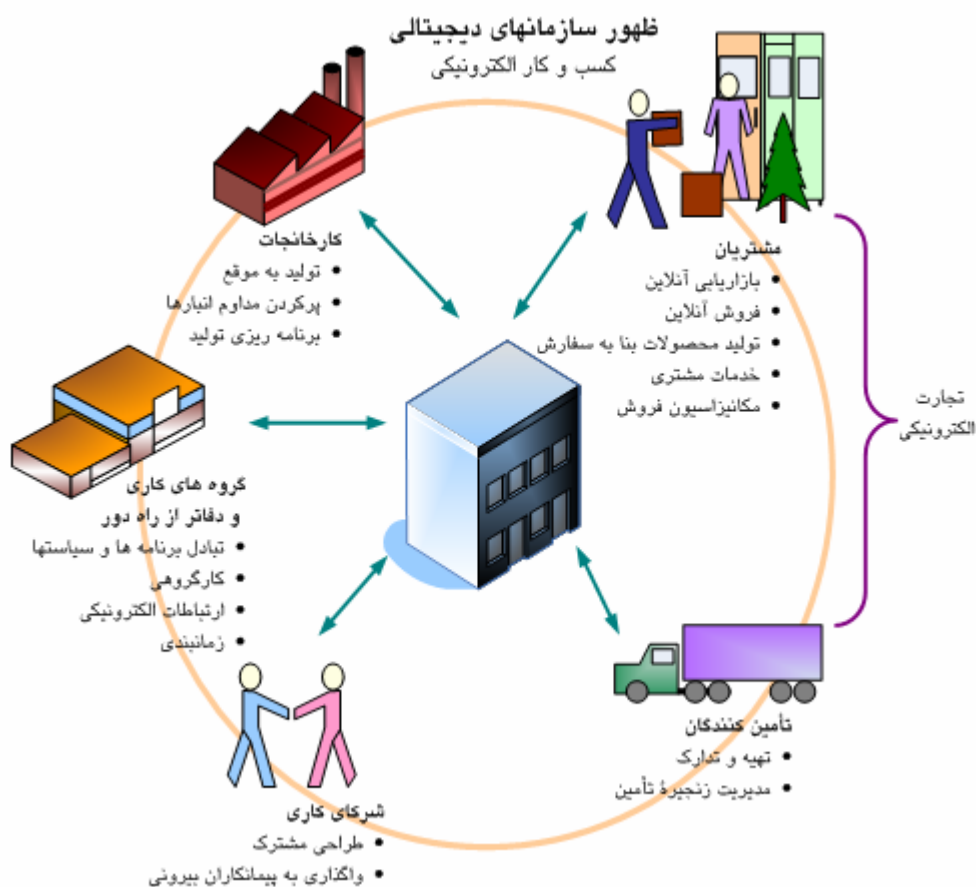 ظهور سازمانهای دیجیتالی
کسب و کار الکترونیکی
مشتریان
• بازاریابی آنلاین
• فروش آنلاین
• تولید محصولات بنا به سفارش
• خدمات مشتری
• مکانیزاسیون فروش
تجارت
الکترونیکی
کارخانجات
• تولید به موقع
• پرکردن مداوم انبارها
• برنامه ریزی تولید
گروه های کاری
و دفاتر از راه دور
• تبادل برنامه ها و سیاستها
• کارگروهی
• ارتباطات الکترونیکی
• زمانبندی
تأمین کنندگان
• تهیه و تدارک
• مدیریت زنجیرۀ تأمین
شرکای کاری
• طراحی مشترک
• واگذاری به پیمانکاران بیرونی